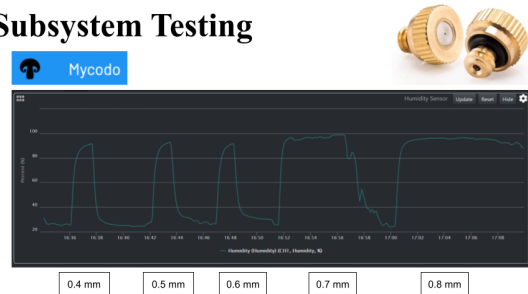 Subsystem Testing
Mycodo
Humidity Sensor Update Reset Hide
100
80
60
40
20
Percent (%)
16:36 16:38 16:40 16:42 16:44 16:46 16:48 16:50 16:52 16:54 16:56 16:58 17:00 17:02 17:04 17:06 17:08
Humidity (Humidity) (CH1, Humidity, %)
0.4 mm 0.5 mm 0.6 mm 0.7 mm 0.8 mm